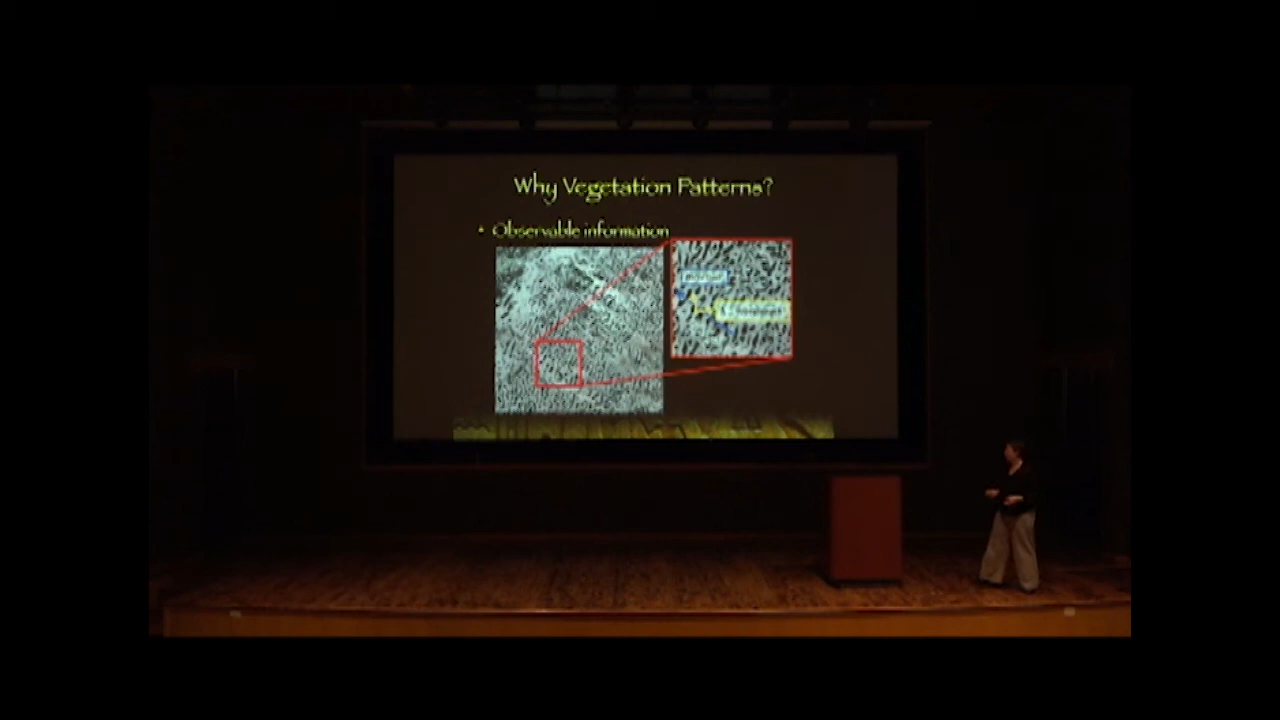 Why Vegetation Patterns?
• Observable information